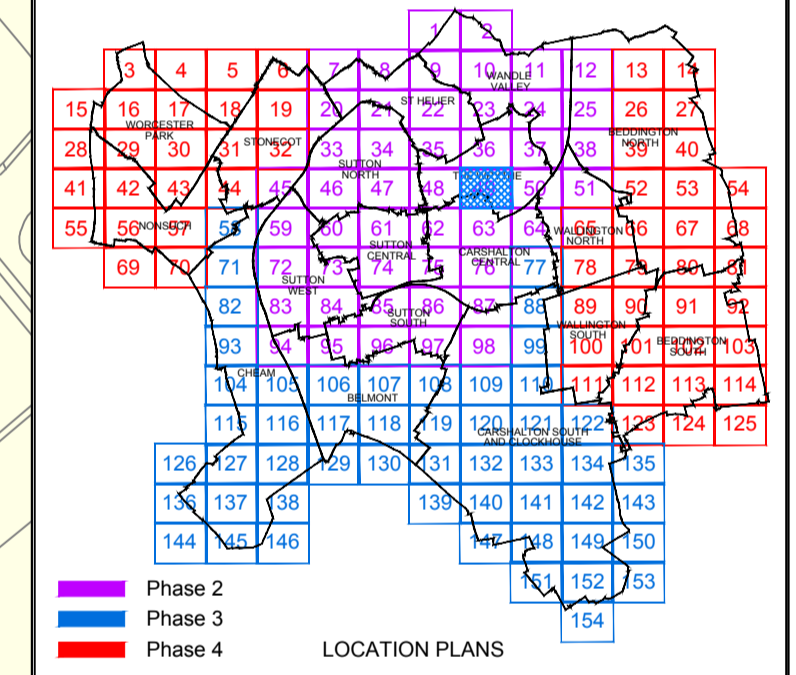 1 2
3 4 5 6 7 8 9 10 11 12 13 14
WANDLE
VALLEY
15 16 17 18 19 20 21 22 23 24 25 26 27
ST HELIER
WORCESTER
PARK
BEDDINGTON
NORTH
28 29 30 31 32 33 34 35 36 37 38 39 40
STONECOT
SUTTON
NORTH
41 42 43 44 45 46 47 48 50 51 52 53 54
55 56 57 58 59 60 61 62 63 64 65 66 67 68
NONSUCH
WALLINGTON
NORTH
SUTTON
CENTRAL
CARSHALTON
CENTRAL
69 70 71 72 73 74 75 76 77 78 79 80 81
SUTTON
WEST
82 83 84 85 86 87 88 89 90 91 92
SUTTON
SOUTH
WALLINGTON
SOUTH
BEDDINGTON
SOUTH
93 94 95 96 97 98 99 100 101 102 103
CHEAM
104 105 106 107 108 109 110 111 112 113 114
BELMONT
115 116 117 118 119 120 121 122 123 124 125
CARSHALTON SOUTH
AND CLOCKHOUSE
126 127 128 129 130 131 132 133 134 135
136 137 138 139 140 141 142 143
144 145 146 147 148 149 150
151 152 153
154
Phase 2
Phase 3
Phase 4
LOCATION PLANS